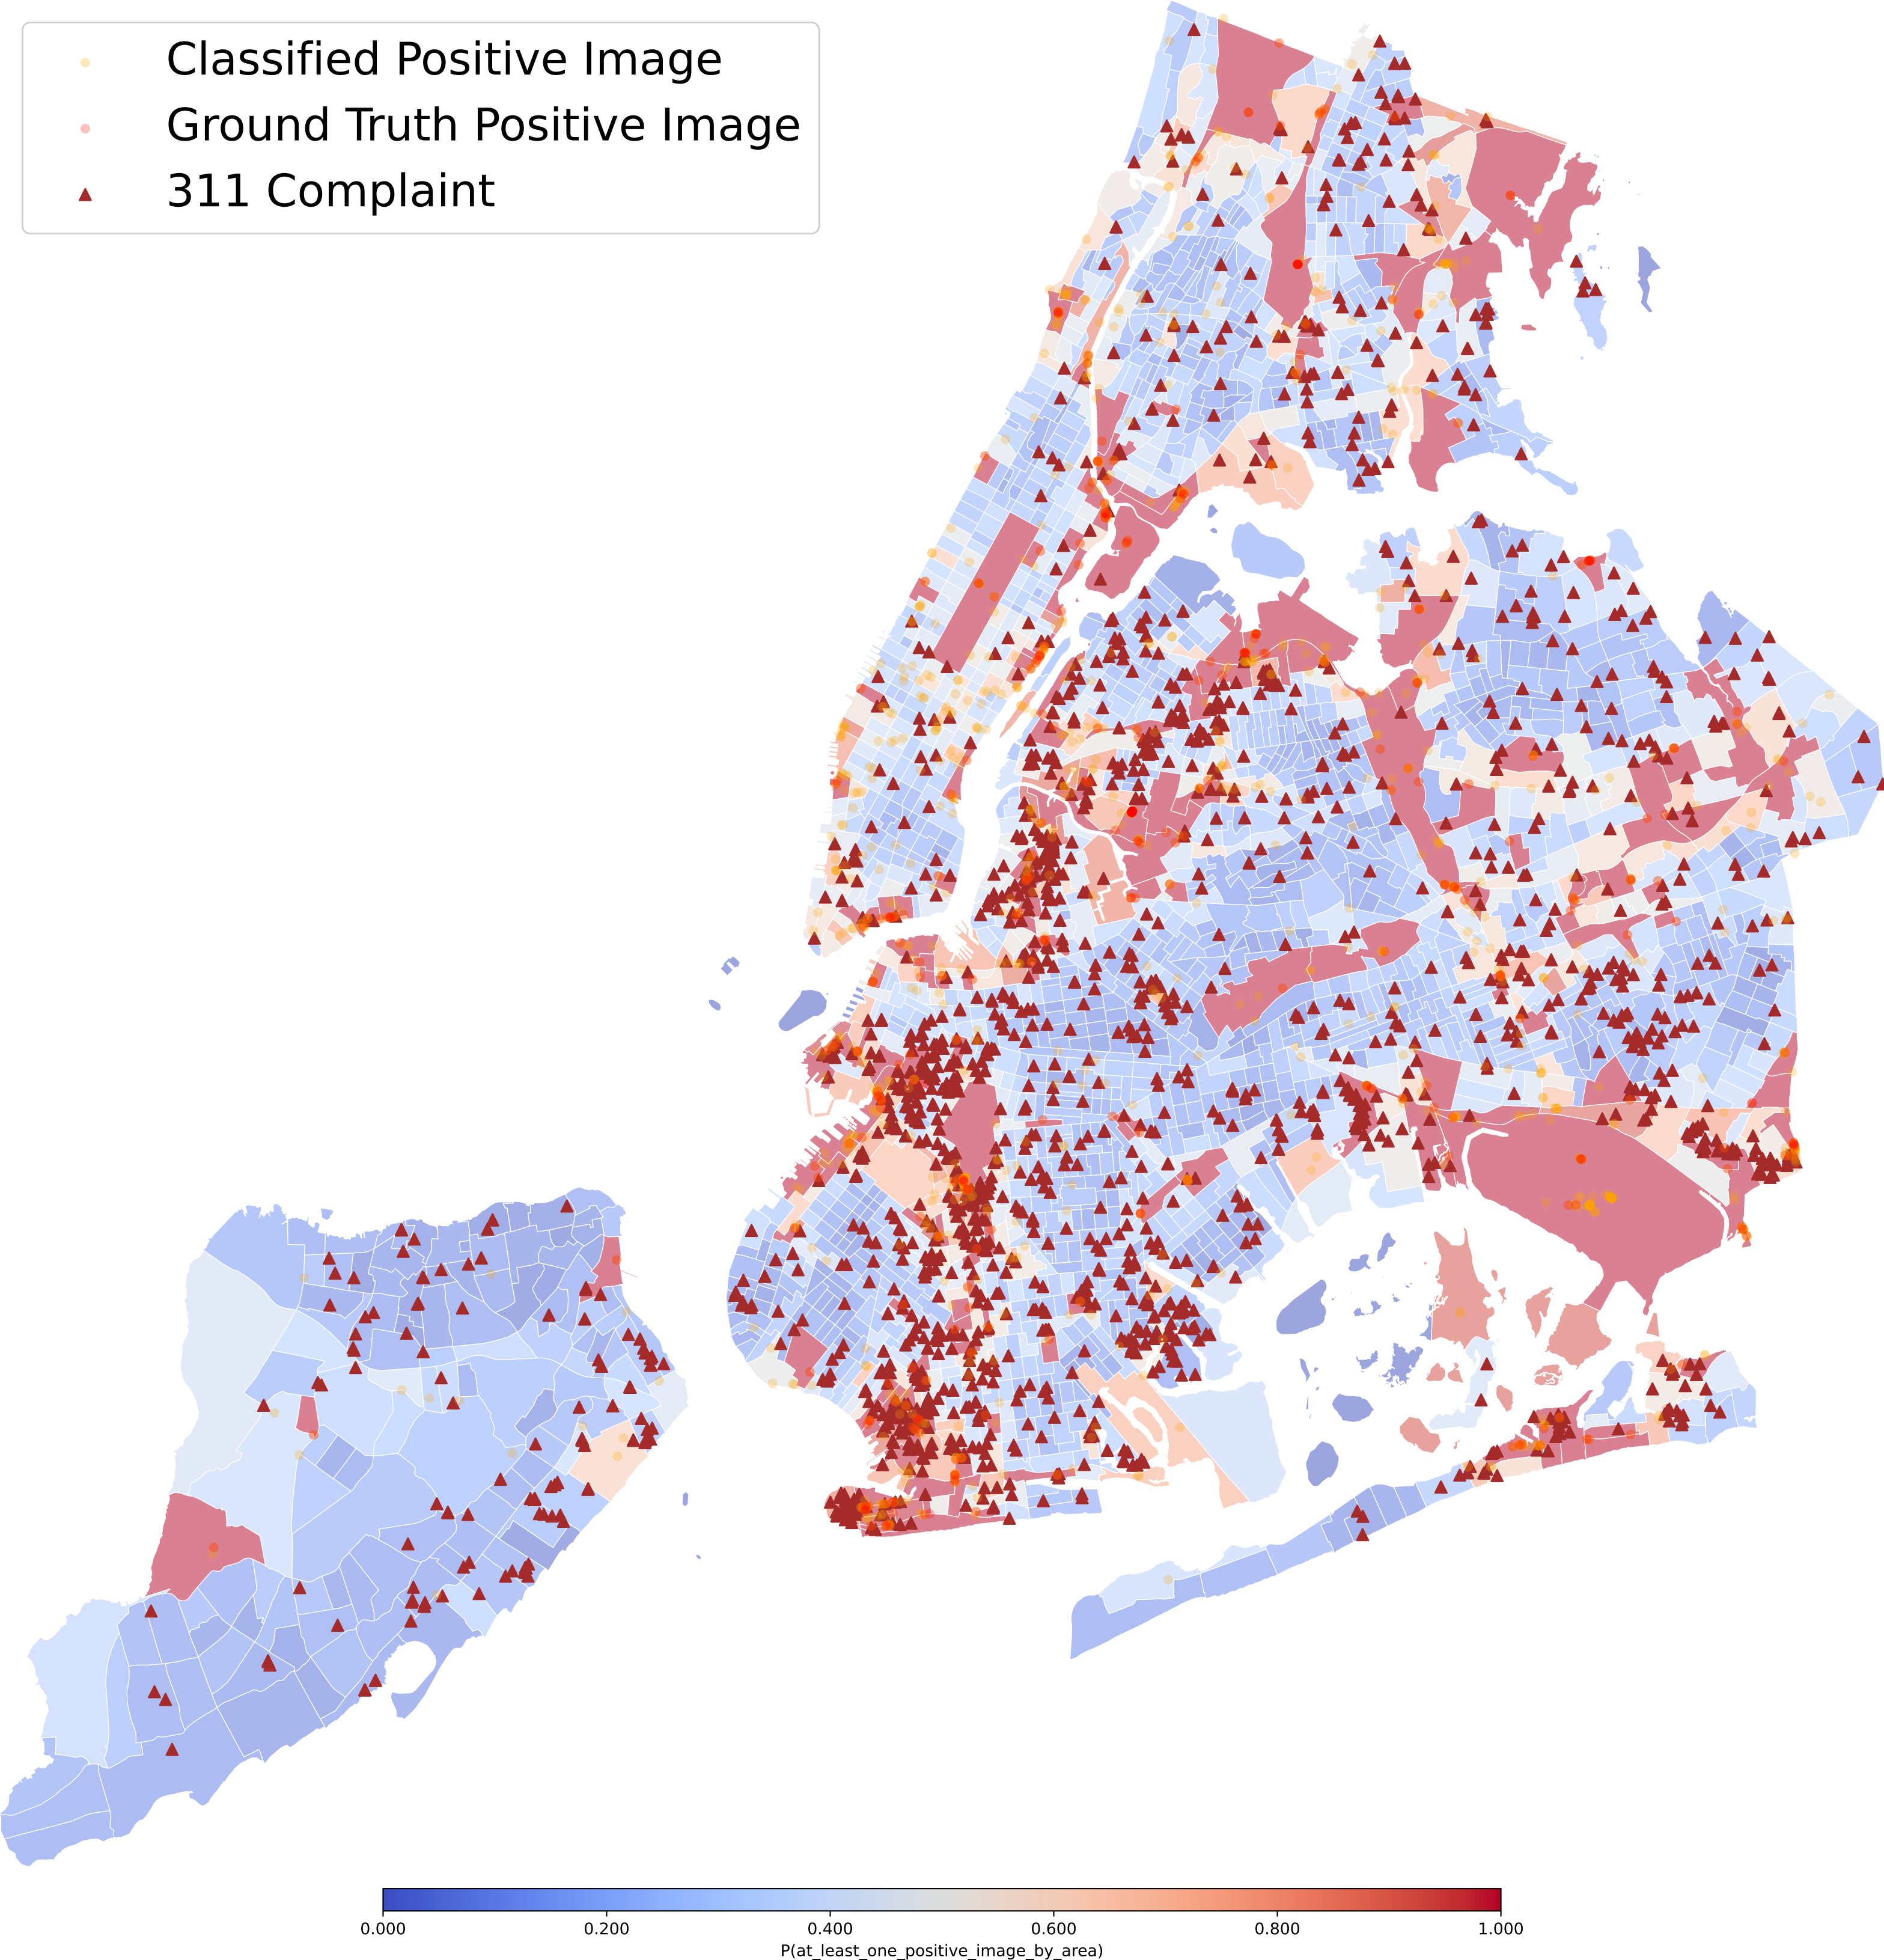 Classified Positive Image
Ground Truth Positive Image
311 Complaint
0.000 0.200 0.400 0.600 0.800 1.000
P(at_least_one_positive_image_by_area)